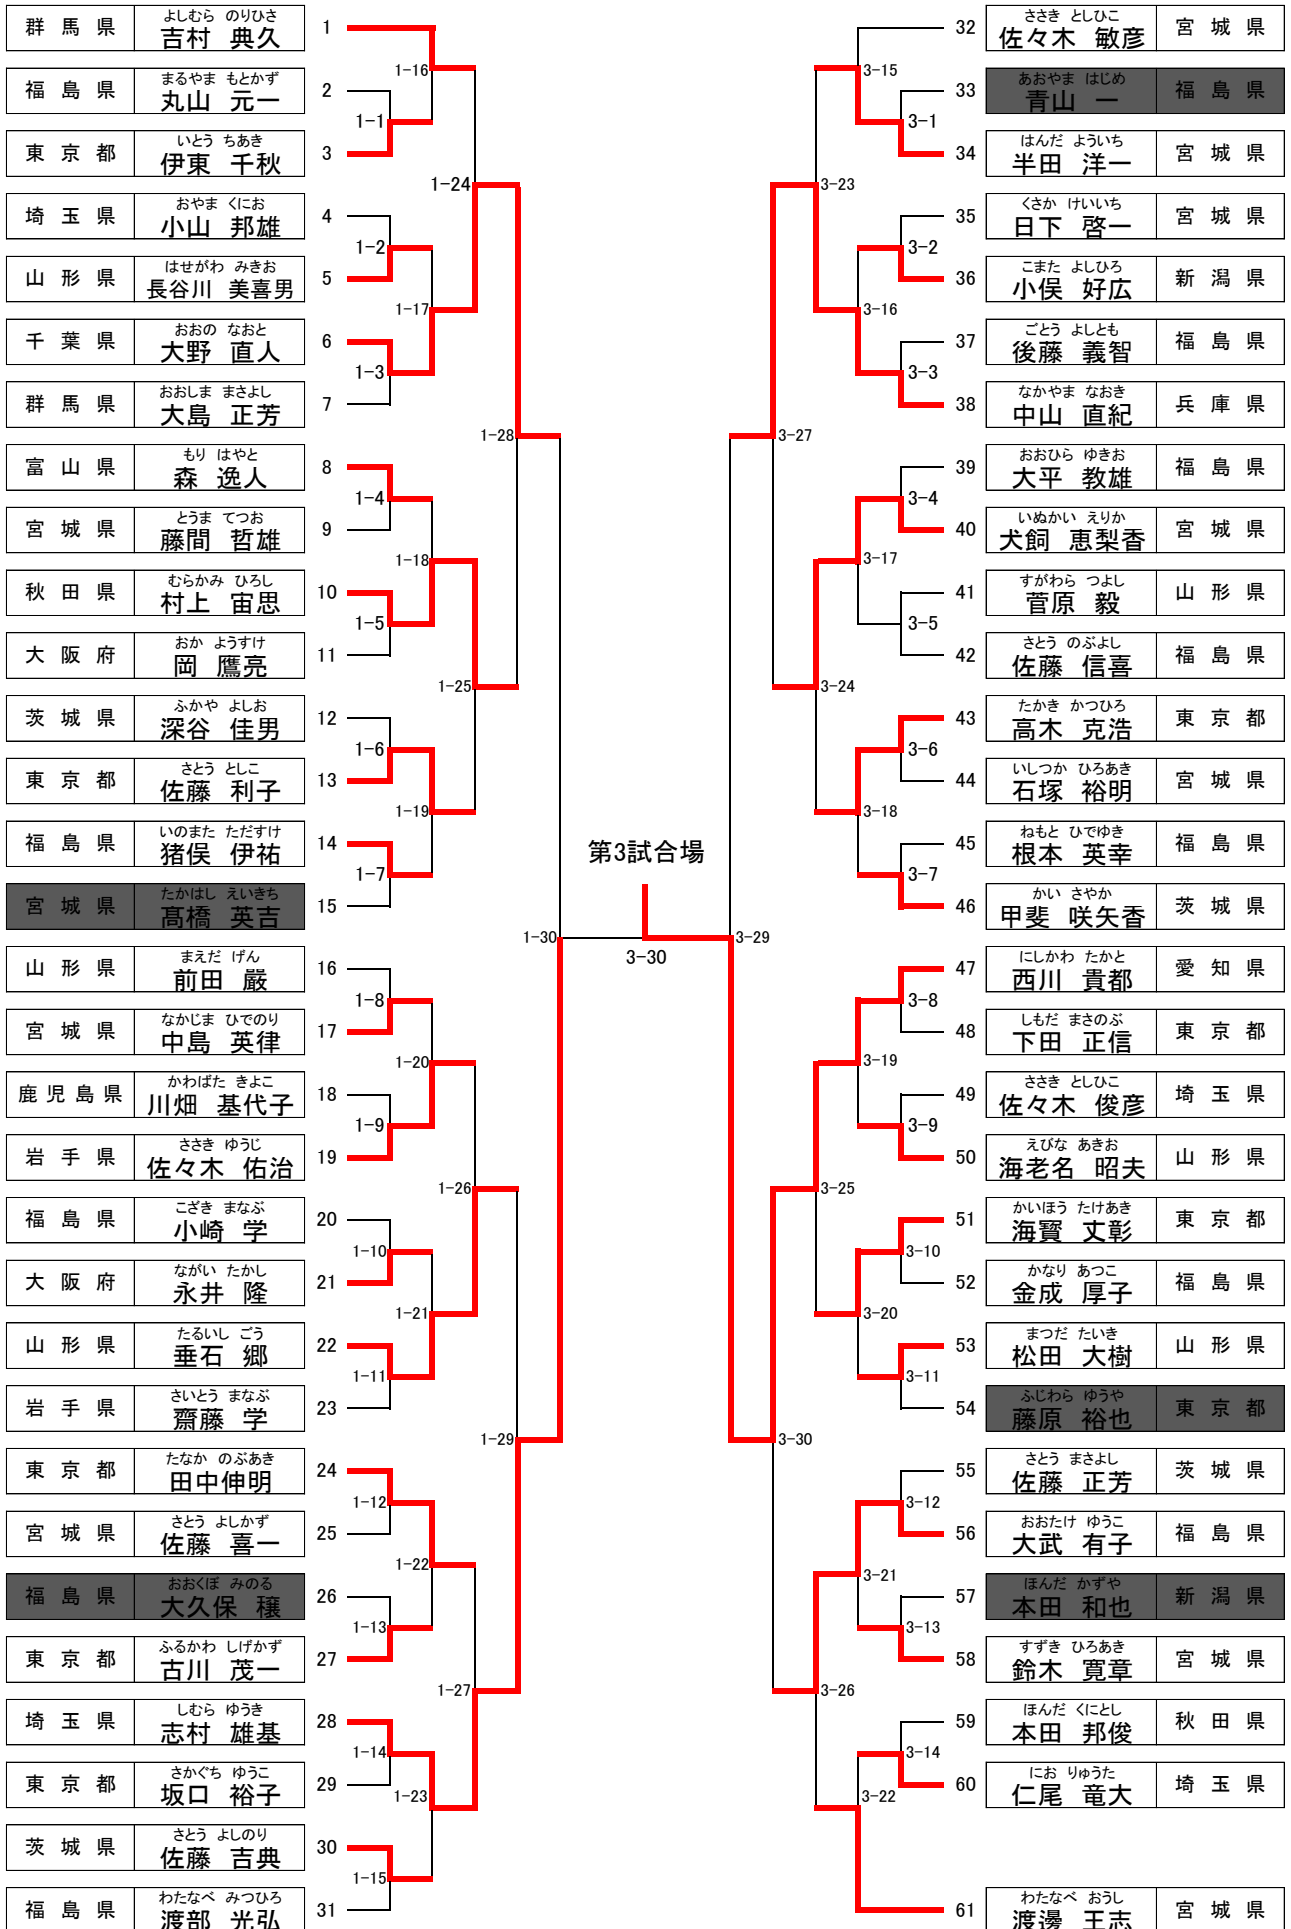 よしむら のりひさ
群馬県 吉村 典久 1
まるやま もとかず
福島県 丸山 元一 2
いとう ちあき
東京都 伊東 千秋 3
おやま くにお
埼玉県 小山 邦雄 4
はせがわ みきお
山形県 長谷川 美喜男 5
おおの なおと
千葉県 大野 直人 6
おおしま まさよし
群馬県 大島 正芳 7
もり はやと
富山県 森 逸人 8
とうま てつお
宮城県 藤間 哲雄 9
むらかみ ひろし
秋田県 村上 宙思 10
おか ようすけ
大阪府 岡 鷹亮 11
ふかや よしお
茨城県 深谷 佳男 12
さとう としこ
東京都 佐藤 利子 13
いのまた ただすけ
福島県 猪俣 伊祐 14
たかはし えいきち
宮城県 髙橋 英吉 15
まえだ げん
山形県 前田 嚴 16
なかじま ひでのり
宮城県 中島 英律 17
かわばた きよこ
鹿児島県 川畑 基代子 18
ささき ゆうじ
岩手県 佐々木 佑治 19
こざき まなぶ
福島県 小崎 学 20
ながい たかし
大阪府 永井 隆 21
たるいし ごう
山形県 垂石 郷 22
さいとう まなぶ
岩手県 齋藤 学 23
たなか のぶあき
東京都 田中伸明 24
さとう よしかず
宮城県 佐藤 喜一 25
おおくぼ みのる
福島県 大久保 穣 26
ふるかわ しげかず
東京都 古川 茂一 27
しむら ゆうき
埼玉県 志村 雄基 28
さかぐち ゆうこ
東京都 坂口 裕子 29
さとう よしのり
茨城県 佐藤 吉典 30
わたなべ みつひろ
福島県 渡部 光弘 31
1-1
1-2
1-3
1-4
1-5
1-6
1-7
1-8
1-9
1-10
1-11
1-12
1-13
1-14
1-15
1-16
1-17
1-18
1-19
1-20
1-21
1-22
1-23
1-24
1-25
1-26
1-27
1-28
1-29
1-30
第3試合場
3-30
3-29
3-27
3-30
3-23
3-24
3-25
3-26
3-15
3-16
3-17
3-18
3-19
3-20
3-21
3-22
3-1
3-2
3-3
3-4
3-5
3-6
3-7
3-8
3-9
3-10
3-11
3-12
3-13
3-14
ささき としひこ
32 佐々木 敏彦 宮城県
あおやま はじめ
33 青山 一 福島県
はんだ よういち
34 半田 洋一 宮城県
くさか けいいち
35 日下 啓一 宮城県
こまた よしひろ
36 小俣 好広 新潟県
ごとう よしとも
37 後藤 義智 福島県
なかやま なおき
38 中山 直紀 兵庫県
おおひら ゆきお
39 大平 教雄 福島県
いぬかい えりか
40 犬飼 恵梨香 宮城県
すがわら つよし
41 菅原 毅 山形県
さとう のぶよし
42 佐藤 信喜 福島県
たかき かつひろ
43 高木 克浩 東京都
いしつか ひろあき
44 石塚 裕明 宮城県
ねもと ひでゆき
45 根本 英幸 福島県
かい さやか
46 甲斐 咲矢香 茨城県
にしかわ たかと
47 西川 貴都 愛知県
しもだ まさのぶ
48 下田 正信 東京都
ささき としひこ
49 佐々木 俊彦 埼玉県
えびな あきお
50 海老名 昭夫 山形県
かいほう たけあき
51 海賢 丈彰 東京都
かなり あつこ
52 金成 厚子 福島県
まつだ たいき
53 松田 大樹 山形県
ふじわら ゆうや
54 藤原 裕也 東京都
さとう まさよし
55 佐藤 正芳 茨城県
おおたけ ゆうこ
56 大武 有子 福島県
ほんだ かずや
57 本田 和也 新潟県
すずき ひろあき
58 鈴木 寛章 宮城県
ほんだ くにとし
59 本田 邦俊 秋田県
にお りゅうた
60 仁尾 竜大 埼玉県
わたなべ おうし
61 渡邊 王志 宮城県